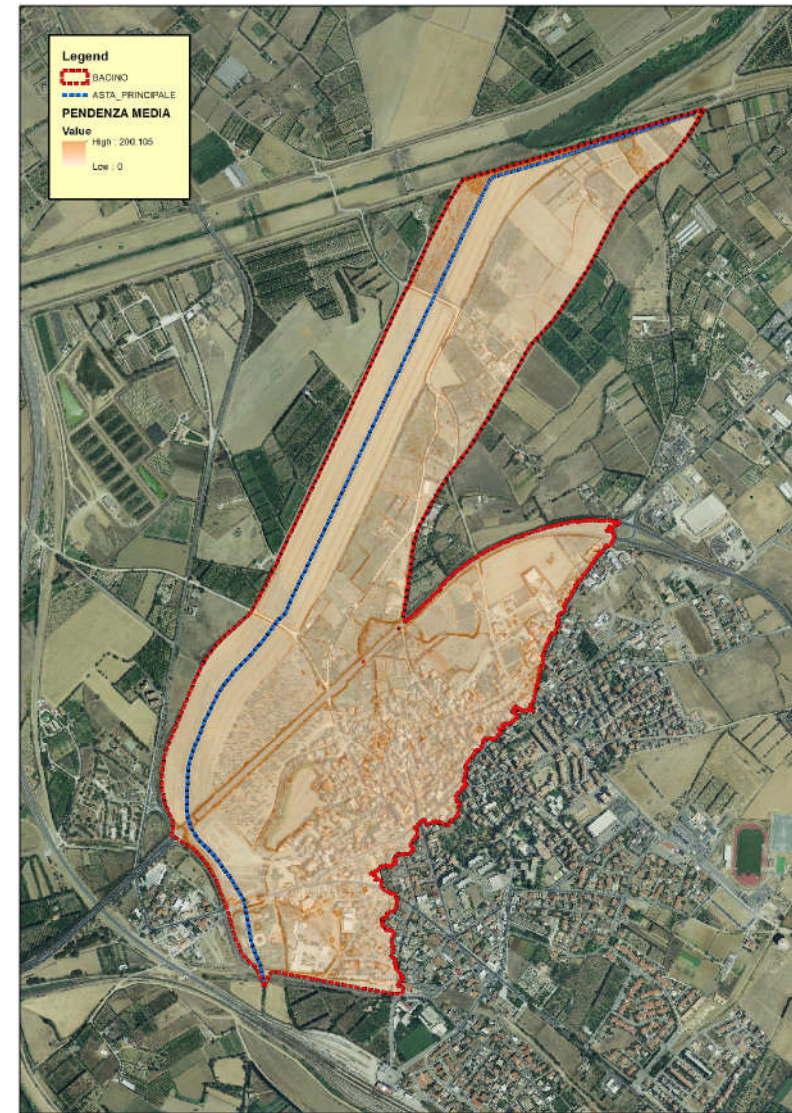 Legend
BACINO
ASTA_PRINCIPALE
PENDENZA MEDIA
Value
High : 200,105
Low : 0